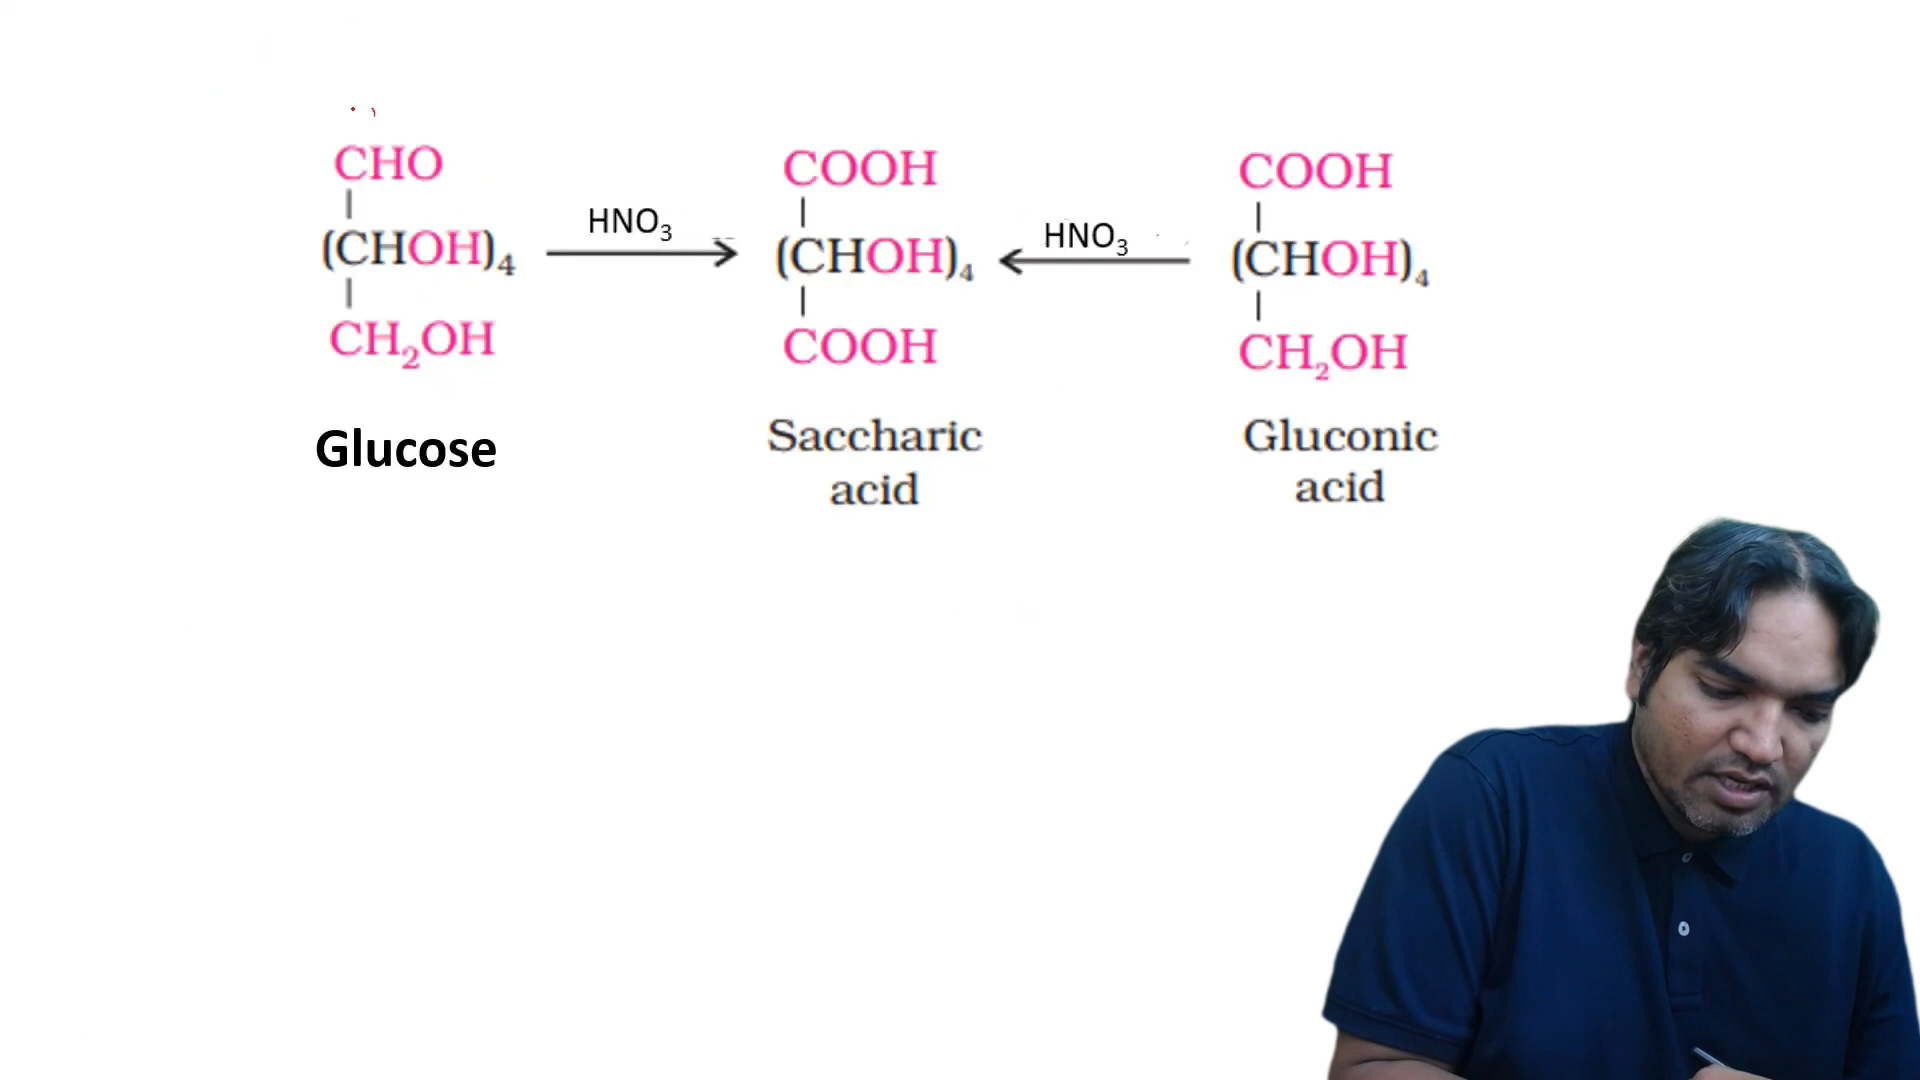 CHO
(CHOH)₄
CH₂OH
Glucose
HNO₃
COOH
(CHOH)₄
COOH
Saccharic
acid
HNO₃
COOH
(CHOH)₄
CH₂OH
Gluconic
acid